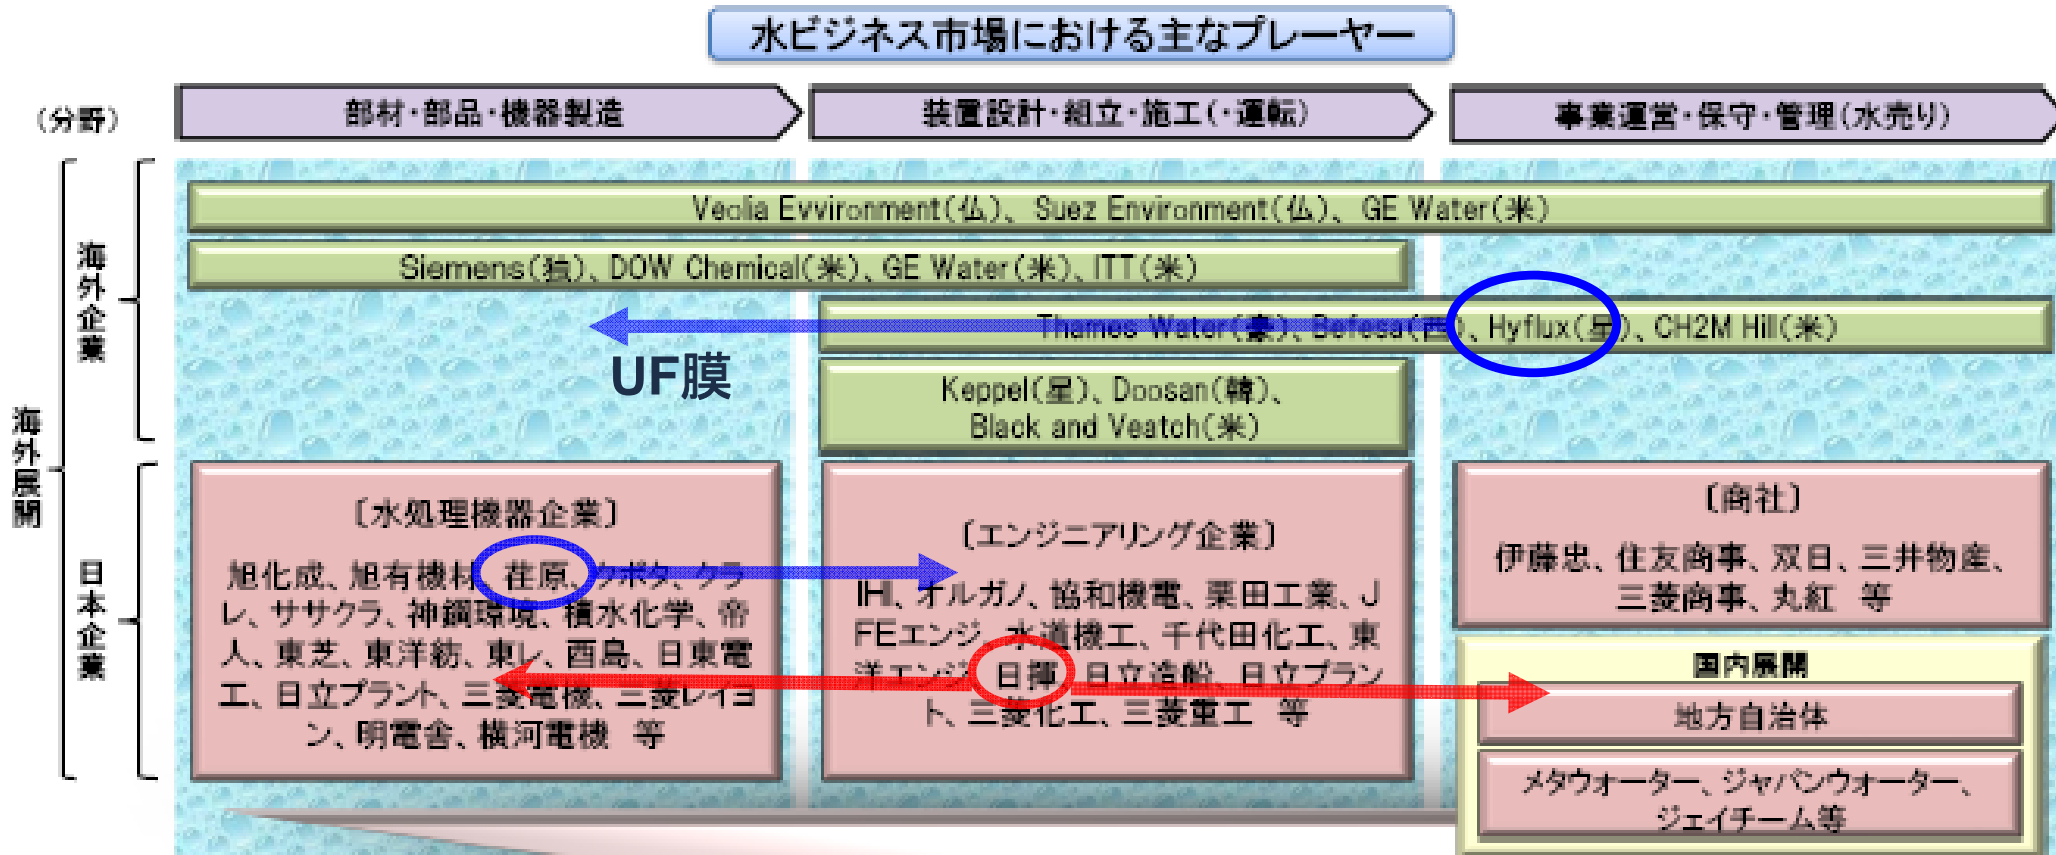 水ビジネス市場における主なプレーヤー
(分野)
部材・部品・機器製造
装置設計・組立・施工(・運転)
事業運営・保守・管理(水売り)
海外展開
海外企業
Veolia Evvironment(仏)、Suez Environment(仏)、GE Water(米)
Siemens(独)、DOW Chemical(米)、GE Water(米)、ITT(米)
Thames Water(豪)、Befesa(西)、Hyflux(星)、CH2M Hill(米)
UF膜
Keppel(星)、Doosan(韓)、
Black and Veatch(米)
日本企業
〔水処理機器企業〕
旭化成、旭有機材、荏原、クボタ、クラ
レ、ササクラ、神鋼環境、積水化学、帝
人、東芝、東洋紡、東レ、酉島、日東電
工、日立プラント、三菱電機、三菱レイヨ
ン、明電舎、横河電機 等
〔エンジニアリング企業〕
IHI、オルガノ、協和機電、栗田工業、J
FEエンジ、水道機工、千代田化工、東
洋エンジ、日揮、日立造船、日立プラン
ト、三菱化工、三菱重工 等
〔商社〕
伊藤忠、住友商事、双日、三井物産、
三菱商事、丸紅 等
国内展開
地方自治体
メタウォーター、ジャパンウォーター、
ジェイチーム等